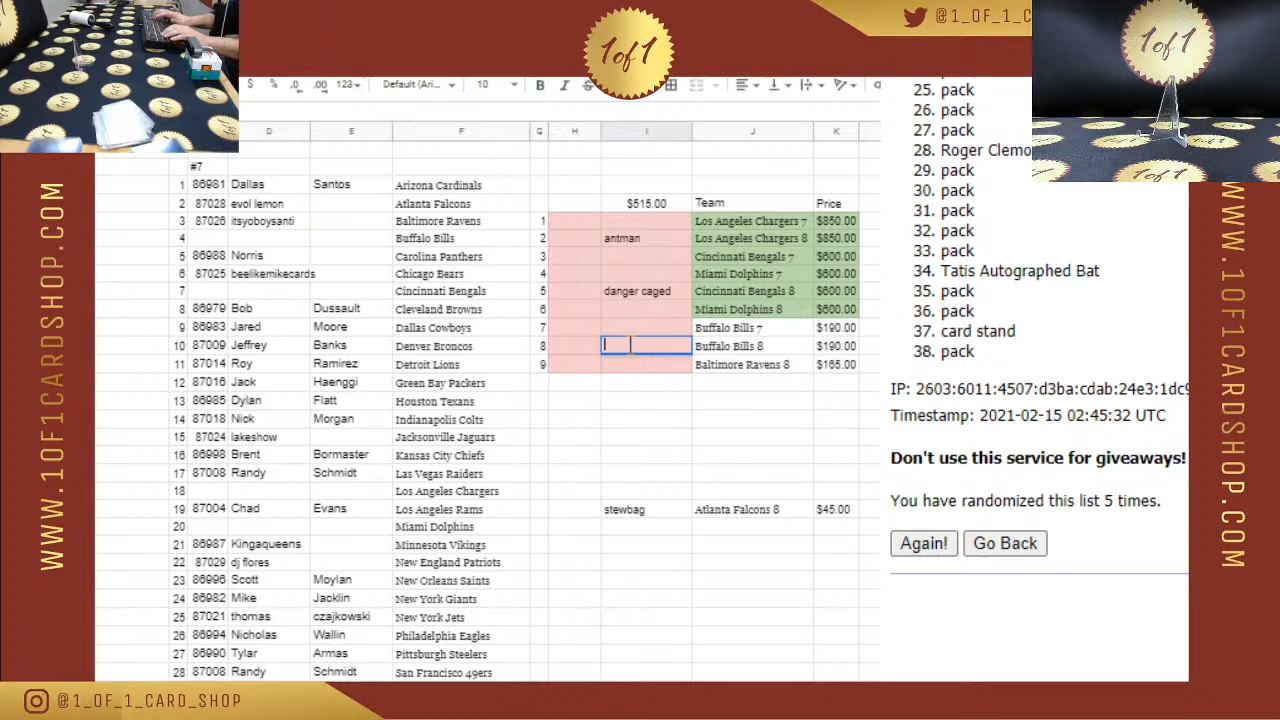 1of1
@1_OF_1_C
1of1
$ % .0 .00 123 Default (Ari... 10 B I S
D E F G H I J K
#7
1 86981 Dallas Santos Arizona Cardinals
2 87028 evol lemon Atlanta Falcons $515.00 Team Price
3 87026 itsyoboysanti Baltimore Ravens 1 Los Angeles Chargers 7 $850.00
4 Buffalo Bills 2 antman Los Angeles Chargers 8 $850.00
5 86988 Norris Carolina Panthers 3 Cincinnati Bengals 7 $600.00
6 87025 beelikemikecards Chicago Bears 4 Miami Dolphins 7 $600.00
7 Cincinnati Bengals 5 danger caged Cincinnati Bengals 8 $600.00
8 86979 Bob Dussault Cleveland Browns 6 Miami Dolphins 8 $600.00
9 86983 Jared Moore Dallas Cowboys 7 Buffalo Bills 7 $190.00
10 87009 Jeffrey Banks Denver Broncos 8 Buffalo Bills 8 $190.00
11 87014 Roy Ramirez Detroit Lions 9 Baltimore Ravens 8 $165.00
12 87016 Jack Haenggi Green Bay Packers
13 86985 Dylan Flatt Houston Texans
14 87018 Nick Morgan Indianapolis Colts
15 87024 lakeshow Jacksonville Jaguars
16 86998 Brent Bormaster Kansas City Chiefs
17 87008 Randy Schmidt Las Vegas Raiders
18 Los Angeles Chargers
19 87004 Chad Evans Los Angeles Rams stewbag Atlanta Falcons 8 $45.00
20 Miami Dolphins
21 86987 Kingaqueens Minnesota Vikings
22 87029 dj flores New England Patriots
23 86996 Scott Moylan New Orleans Saints
24 86982 Mike Jacklin New York Giants
25 87021 thomas czajkowski New York Jets
26 86994 Nicholas Wallin Philadelphia Eagles
27 86990 Tylar Armas Pittsburgh Steelers
28 87008 Randy Schmidt San Francisco 49ers
25. pack
26. pack
27. pack
28. Roger Clemo
29. pack
30. pack
31. pack
32. pack
33. pack
34. Tatis Autographed Bat
35. pack
36. pack
37. card stand
38. pack
IP: 2603:6011:4507:d3ba:cdab:24e3:1dc9
Timestamp: 2021-02-15 02:45:32 UTC
Don't use this service for giveaways!
You have randomized this list 5 times.
Again! Go Back
WWW.1OF1CARDSHOP.COM
WWW.1OF1CARDSHOP.COM
@1_OF_1_CARD_SHOP